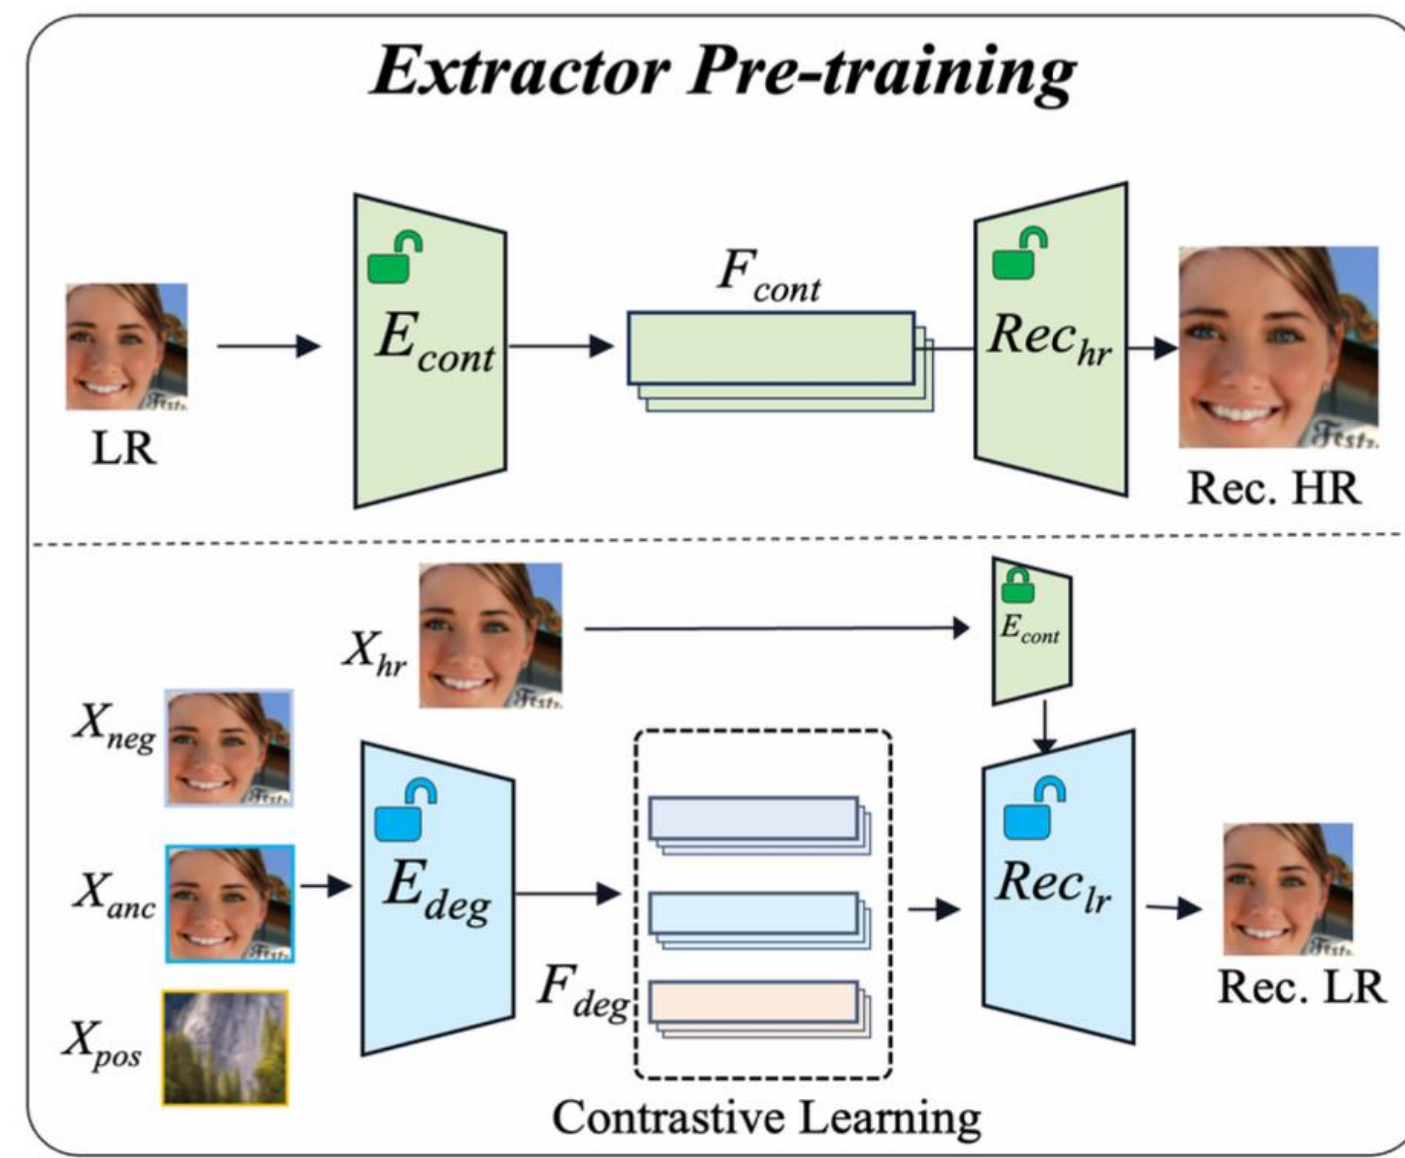 Extractor Pre-training
E_cont
F_cont
Rec_hr
LR
Rec. HR
X_hr
E_cont
X_neg
X_anc
E_deg
Rec_lr
F_deg
X_pos
Rec. LR
Contrastive Learning